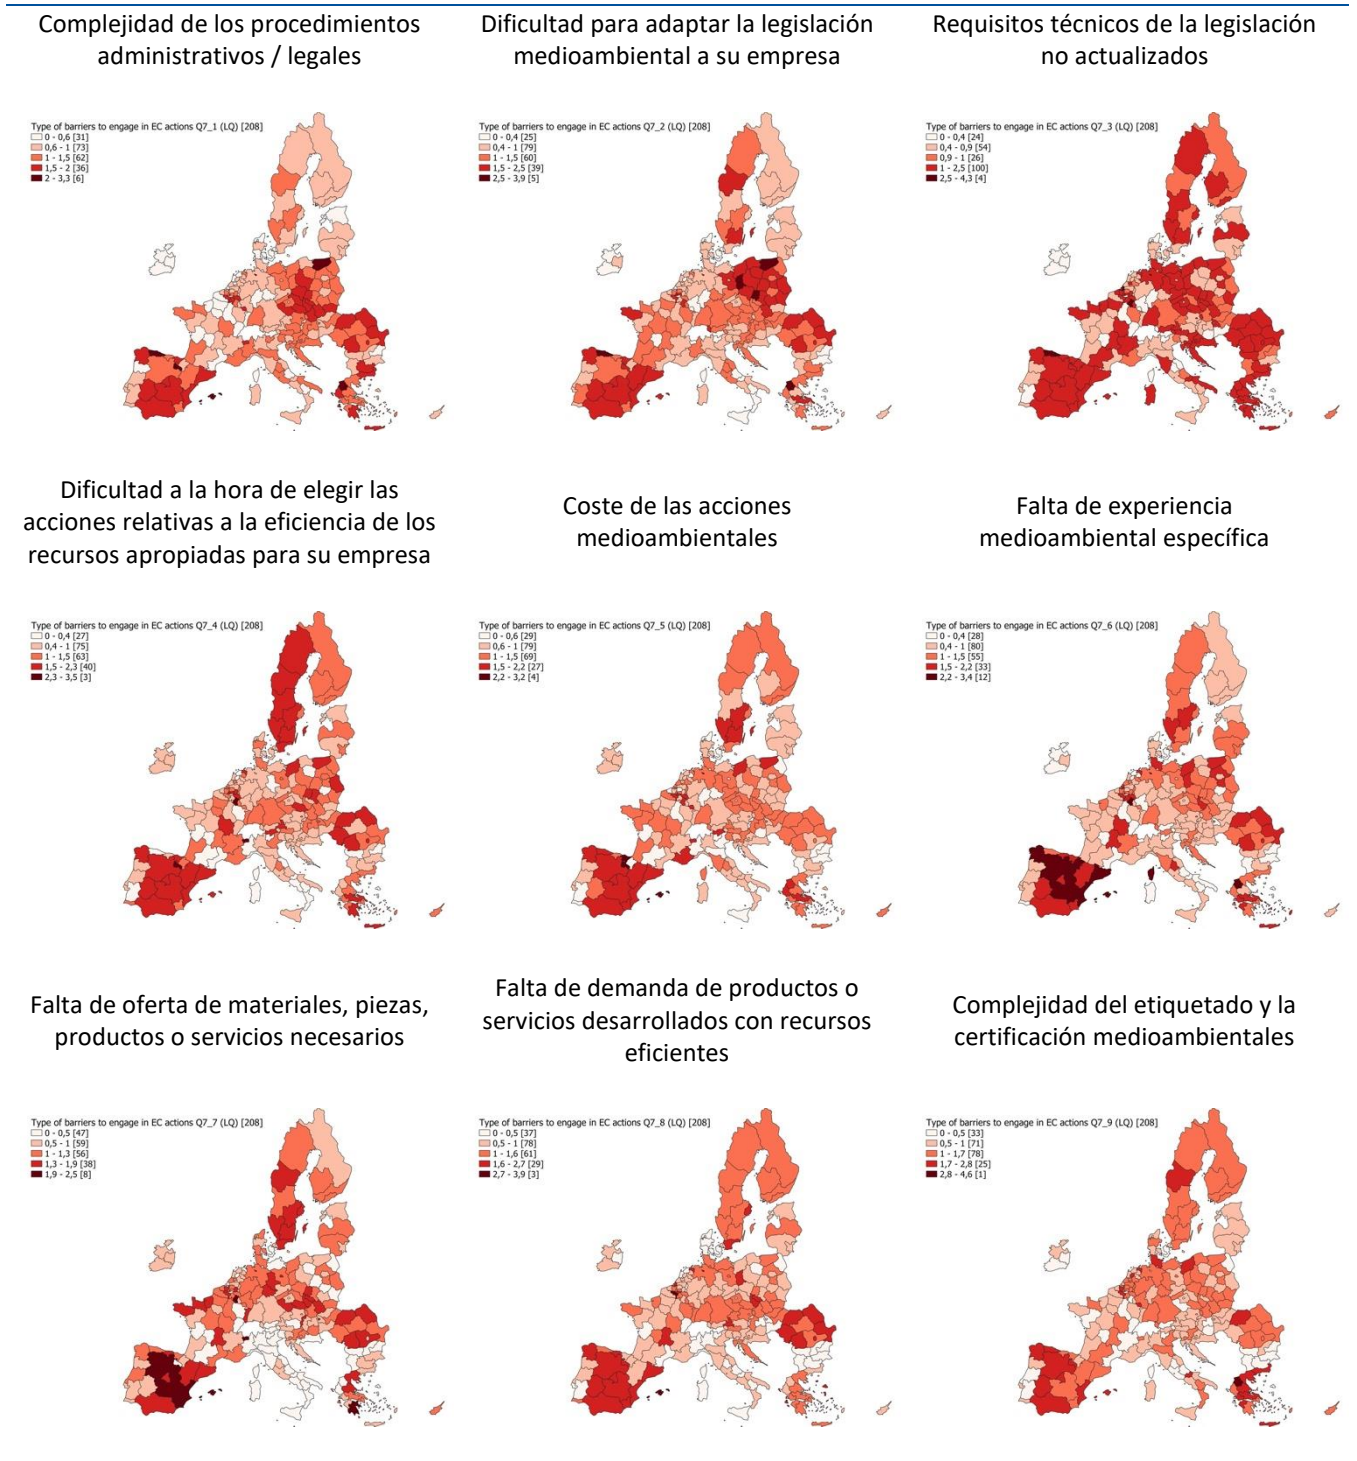 Complejidad de los procedimientos
administrativos / legales
Dificultad para adaptar la legislación
medioambiental a su empresa
Requisitos técnicos de la legislación
no actualizados
Type of barriers to engage in EC actions Q7_1 (LQ) [208]
0 - 0,6 [31]
0,6 - 1 [73]
1 - 1,5 [62]
1,5 - 2 [36]
2 - 3,3 [6]
Type of barriers to engage in EC actions Q7_2 (LQ) [208]
0 - 0,4 [25]
0,4 - 1 [79]
1 - 1,5 [60]
1,5 - 2,5 [39]
2,5 - 3,9 [5]
Type of barriers to engage in EC actions Q7_3 (LQ) [208]
0 - 0,4 [24]
0,4 - 0,9 [54]
0,9 - 1 [26]
1 - 2,5 [100]
2,5 - 4,3 [4]
Dificultad a la hora de elegir las
acciones relativas a la eficiencia de los
recursos apropiadas para su empresa
Coste de las acciones
medioambientales
Falta de experiencia
medioambiental específica
Type of barriers to engage in EC actions Q7_4 (LQ) [208]
0 - 0,4 [27]
0,4 - 1 [75]
1 - 1,5 [63]
1,5 - 2,3 [40]
2,3 - 3,5 [3]
Type of barriers to engage in EC actions Q7_5 (LQ) [208]
0 - 0,6 [29]
0,6 - 1 [79]
1 - 1,5 [69]
1,5 - 2,2 [27]
2,2 - 3,2 [4]
Type of barriers to engage in EC actions Q7_6 (LQ) [208]
0 - 0,4 [28]
0,4 - 1 [80]
1 - 1,5 [55]
1,5 - 2,2 [33]
2,2 - 3,4 [12]
Falta de oferta de materiales, piezas,
productos o servicios necesarios
Falta de demanda de productos o
servicios desarrollados con recursos
eficientes
Complejidad del etiquetado y la
certificación medioambientales
Type of barriers to engage in EC actions Q7_7 (LQ) [208]
0 - 0,5 [47]
0,5 - 1 [59]
1 - 1,3 [56]
1,3 - 1,9 [38]
1,9 - 2,5 [8]
Type of barriers to engage in EC actions Q7_8 (LQ) [208]
0 - 0,5 [37]
0,5 - 1 [78]
1 - 1,6 [61]
1,6 - 2,7 [29]
2,7 - 3,9 [3]
Type of barriers to engage in EC actions Q7_9 (LQ) [208]
0 - 0,5 [33]
0,5 - 1 [71]
1 - 1,7 [78]
1,7 - 2,8 [25]
2,8 - 4,6 [1]